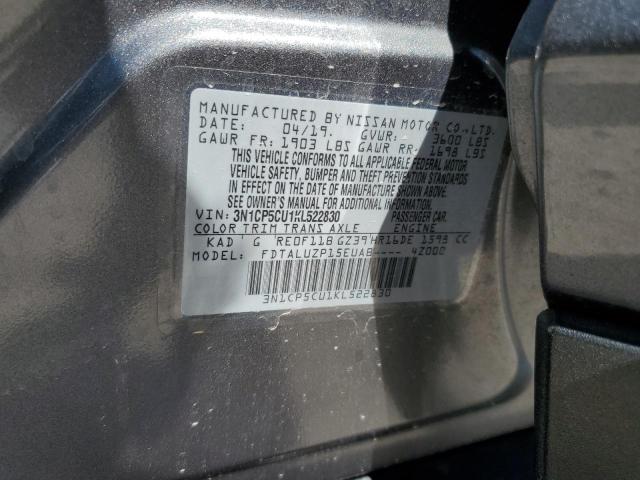 MANUFACTURED BY NISSAN MOTOR CO.,LTD.
DATE: 04/19. GVWR: 3600 LBS
GAWR FR: 1903 LBS GAWR RR: 1698 LBS
THIS VEHICLE CONFORMS TO ALL APPLICABLE FEDERAL MOTOR
VEHICLE SAFETY, BUMPER AND THEFT PREVENTION STANDARDS
IN EFFECT ON THE DATE OF MANUFACTURE SHOWN ABOVE.
SEE OWNER'S MANUAL FOR ADDITIONAL INFORMATION.
VIN: 3N1CP5CU1KL522830 PASSENGER CAR.
COLOR TRIM TRANS AXLE ENGINE
KAD G RE0F11B GZ39 HR16DE 1598 CC
MODEL: FDTALUZP15EUAB---- 4Z000
3N1CP5CU1KL522830